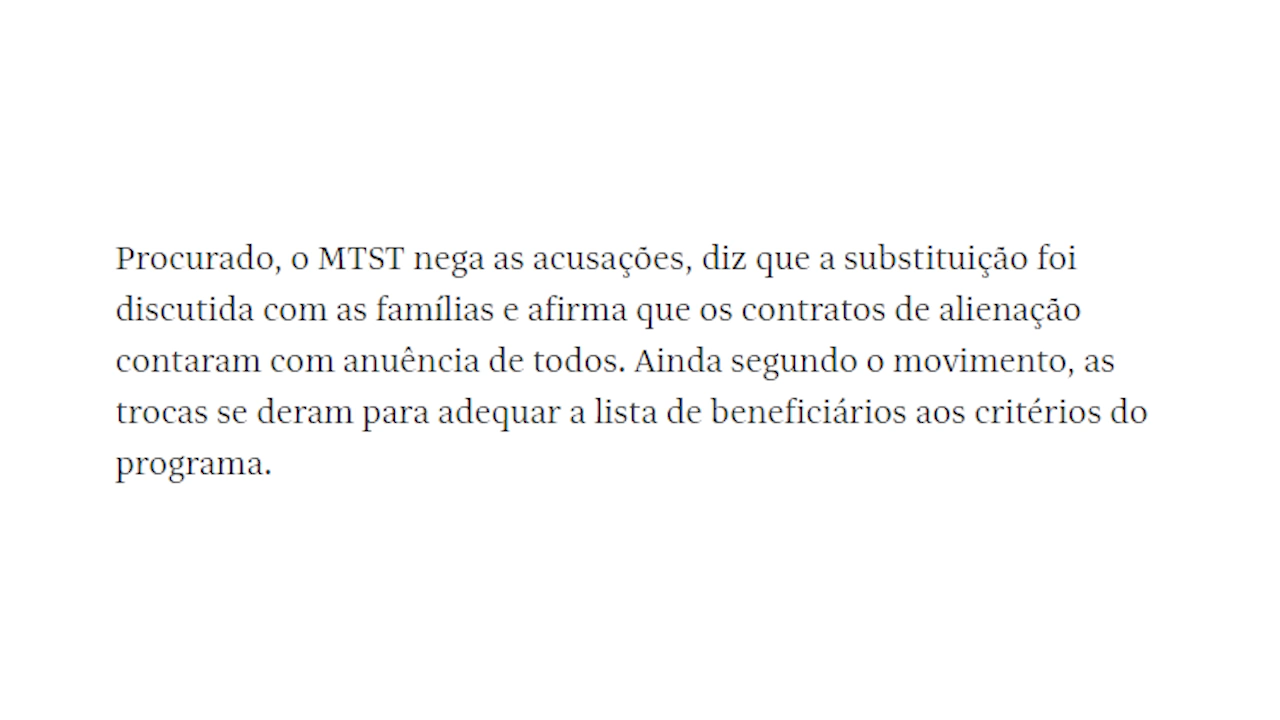 Procurado, o MTST nega as acusações, diz que a substituição foi
discutida com as famílias e afirma que os contratos de alienação
contaram com anuência de todos. Ainda segundo o movimento, as
trocas se deram para adequar a lista de beneficiários aos critérios do
programa.